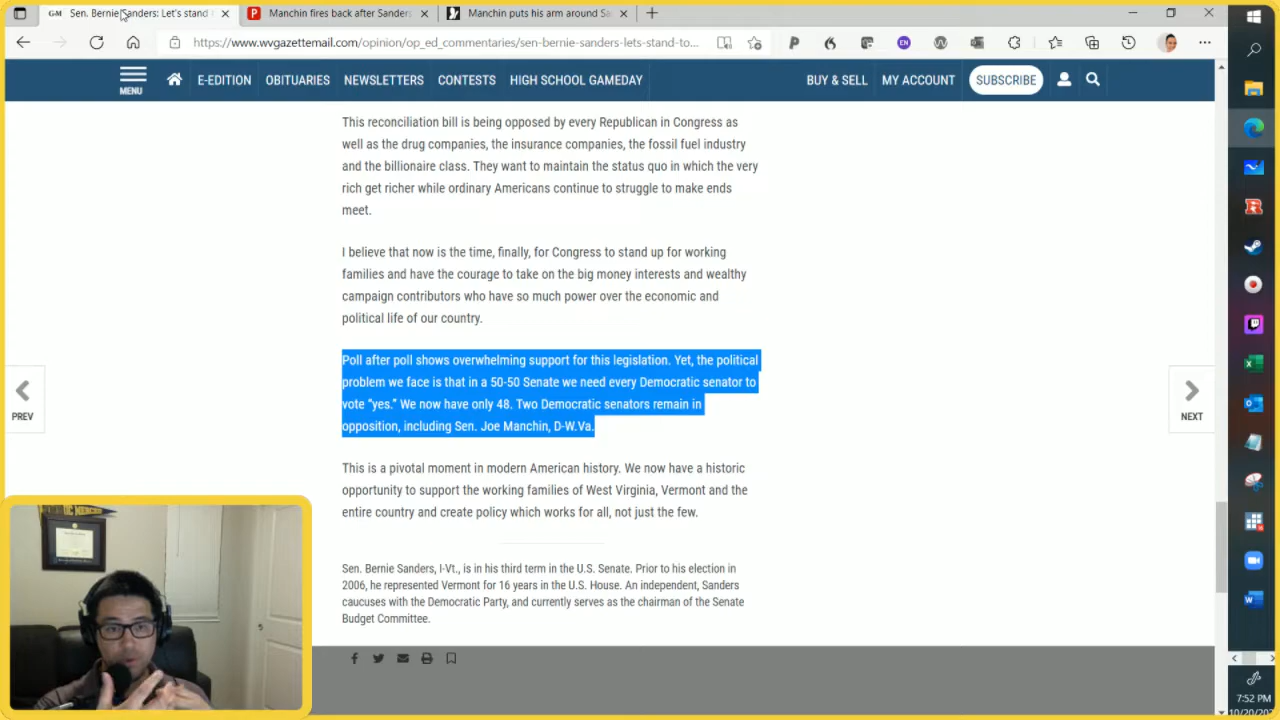 Sen. Bernie Sanders: Let's stand
Manchin fires back after Sanders
Manchin puts his arm around Sa
https://www.wvgazettemail.com/opinion/op_ed_commentaries/sen-bernie-sanders-lets-stand-to...
MENU
E-EDITION
OBITUARIES
NEWSLETTERS
CONTESTS
HIGH SCHOOL GAMEDAY
BUY & SELL
MY ACCOUNT
SUBSCRIBE
This reconciliation bill is being opposed by every Republican in Congress as
well as the drug companies, the insurance companies, the fossil fuel industry
and the billionaire class. They want to maintain the status quo in which the very
rich get richer while ordinary Americans continue to struggle to make ends
meet.
I believe that now is the time, finally, for Congress to stand up for working
families and have the courage to take on the big money interests and wealthy
campaign contributors who have so much power over the economic and
political life of our country.
Poll after poll shows overwhelming support for this legislation. Yet, the political
problem we face is that in a 50-50 Senate we need every Democratic senator to
vote “yes.” We now have only 48. Two Democratic senators remain in
opposition, including Sen. Joe Manchin, D-W.Va.
PREV
NEXT
This is a pivotal moment in modern American history. We now have a historic
opportunity to support the working families of West Virginia, Vermont and the
entire country and create policy which works for all, not just the few.
Sen. Bernie Sanders, I-Vt., is in his third term in the U.S. Senate. Prior to his election in
2006, he represented Vermont for 16 years in the U.S. House. An independent, Sanders
caucuses with the Democratic Party, and currently serves as the chairman of the Senate
Budget Committee.
7:52 PM